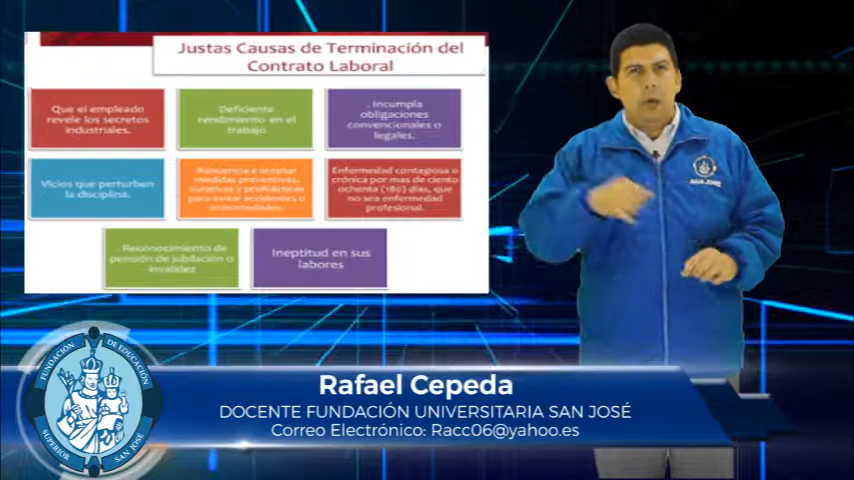 Justas Causas de Terminación del
Contrato Laboral
Que el empleado
revele los secretos
industriales.
Deficiente
rendimiento en el
trabajo
. Incumpla
obligaciones
convencionales o
legales.
Vicios que perturben
la disciplina.
Renuencia a aceptar
medidas preventivas,
curativas y profilácticas
para evitar accidentes o
enfermedades.
Enfermedad contagiosa o
crónica por mas de ciento
ochenta (180) días, que
no sea enfermedad
profesional.
. Reconocimiento de
pensión de jubilación o
invalidez
Ineptitud en sus
labores
SAN JOSÉ
Rafael Cepeda
DOCENTE FUNDACIÓN UNIVERSITARIA SAN JOSÉ
Correo Electrónico: Racc06@yahoo.es
FUNDACIÓN DE EDUCACIÓN
SUPERIOR SAN JOSÉ